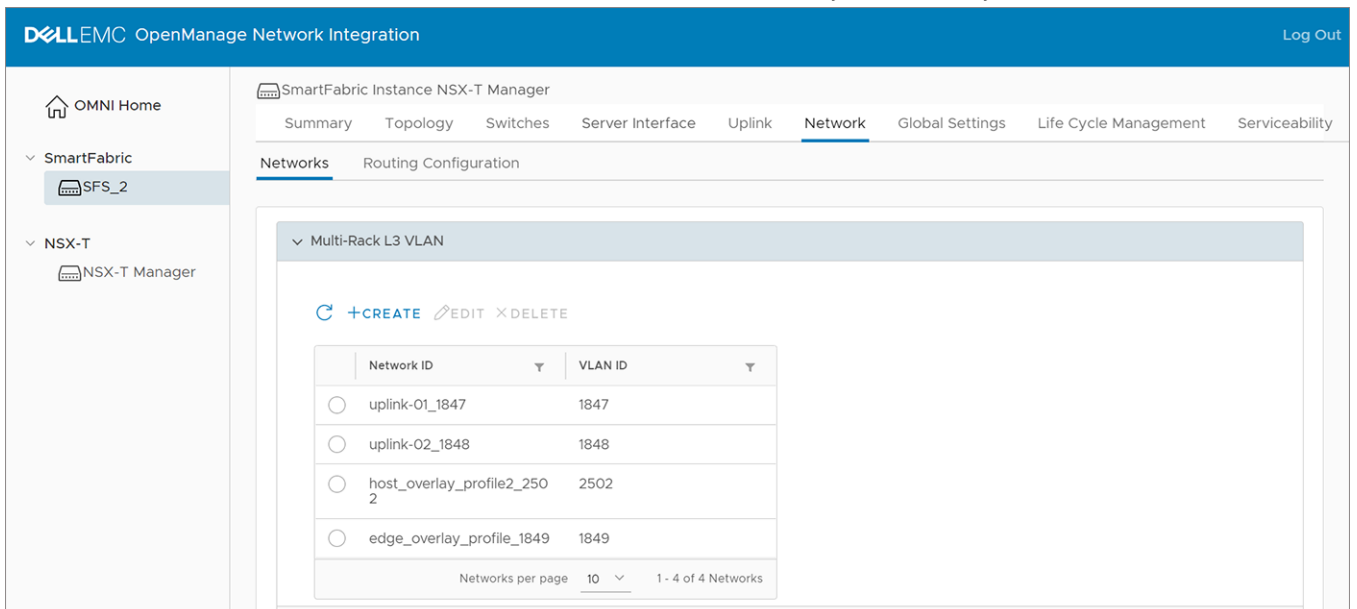 DELLEMC OpenManage Network Integration
Log Out
OMNI Home
SmartFabric
SFS_2
NSX-T
NSX-T Manager
SmartFabric Instance NSX-T Manager
Summary Topology Switches Server Interface Uplink Network Global Settings Life Cycle Management Serviceability
Networks Routing Configuration
Multi-Rack L3 VLAN
+CREATE EDIT ×DELETE
Network ID VLAN ID
uplink-01_1847 1847
uplink-02_1848 1848
host_overlay_profile2_250 2502
2
edge_overlay_profile_1849 1849
Networks per page 10 1 - 4 of 4 Networks